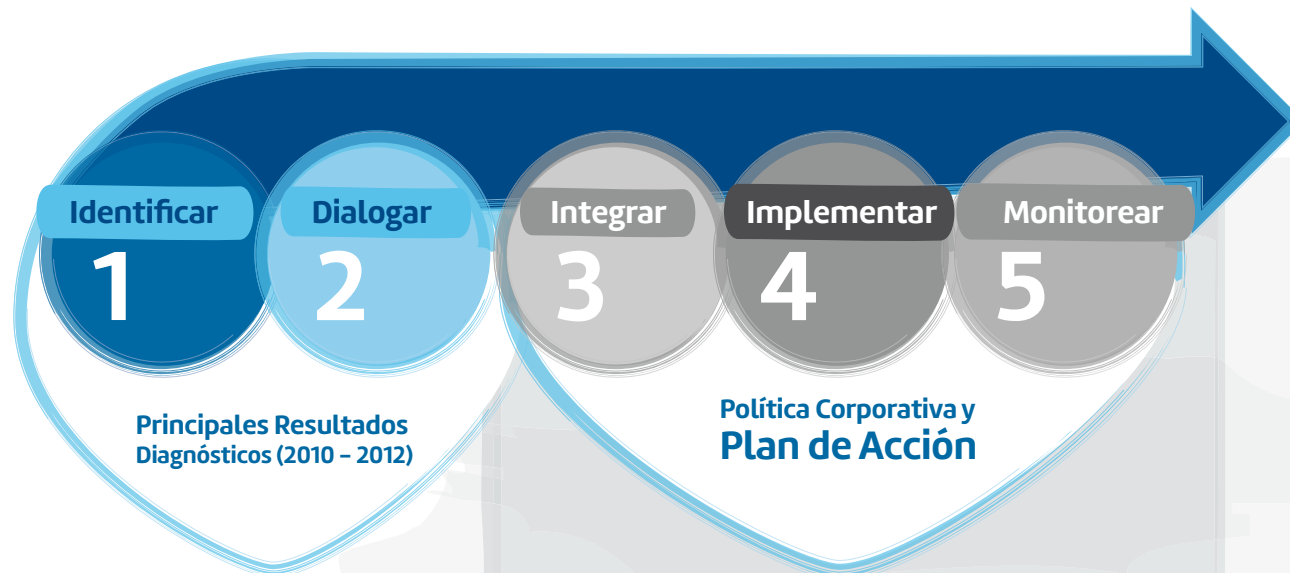 Identificar
1
Dialogar
2
Integrar
3
Implementar
4
Monitorear
5
Principales Resultados
Diagnósticos (2010 – 2012)
Política Corporativa y
Plan de Acción